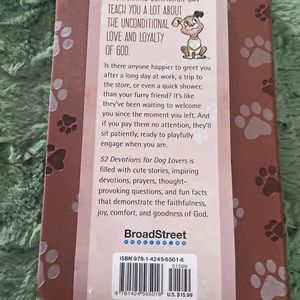 TEACH YOU A LOT ABOUT
THE UNCONDITIONAL
LOVE AND LOYALTY
OF GOD.
Is there anyone happier to greet you
after a long day at work, a trip to
the store, or even a quick shower,
than your furry friend? It's like
they've been waiting to welcome
you since the moment you left. And
if you pay them no attention, they'll
sit patiently, ready to playfully
engage when you are.
52 Devotions for Dog Lovers is
filled with cute stories, inspiring
devotions, prayers, thought-
provoking questions, and fun facts
that demonstrate the faithfulness,
joy, comfort, and goodness of God.
BroadStreet
PUBLISHING
ISBN 978-1-4245-6501-6
51599
9 781424 565016
U.S. $15.99